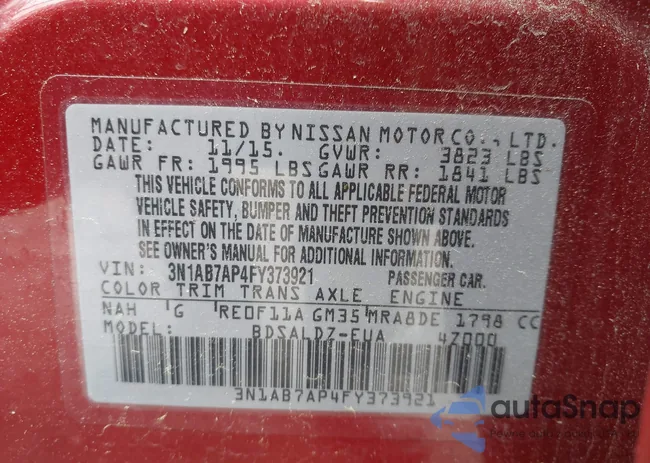 MANUFACTURED BY NISSAN MOTOR CO., LTD.
DATE: 11/15. GVWR: 3823 LBS
GAWR FR: 1995 LBS GAWR RR: 1841 LBS
THIS VEHICLE CONFORMS TO ALL APPLICABLE FEDERAL MOTOR
VEHICLE SAFETY, BUMPER AND THEFT PREVENTION STANDARDS
IN EFFECT ON THE DATE OF MANUFACTURE SHOWN ABOVE.
SEE OWNER'S MANUAL FOR ADDITIONAL INFORMATION.
VIN: 3N1AB7AP4FY373921 PASSENGER CAR.
COLOR TRIM TRANS AXLE ENGINE
NAH G RE0F11A GM35 MRA8DE 1798 CC
MODEL BDSALDZ-EUA 4Z000
3N1AB7AP4FY373921
autoSnap